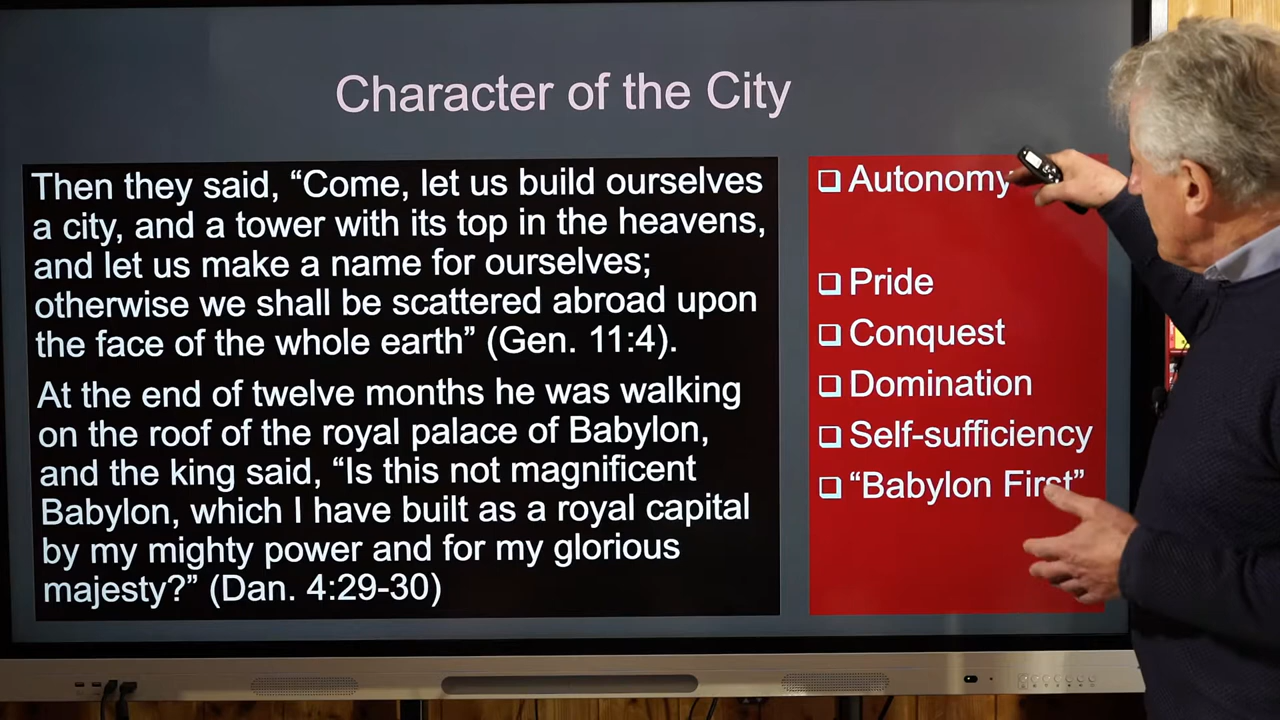 Character of the City
Then they said, “Come, let us build ourselves
a city, and a tower with its top in the heavens,
and let us make a name for ourselves;
otherwise we shall be scattered abroad upon
the face of the whole earth” (Gen. 11:4).
At the end of twelve months he was walking
on the roof of the royal palace of Babylon,
and the king said, “Is this not magnificent
Babylon, which I have built as a royal capital
by my mighty power and for my glorious
majesty?” (Dan. 4:29-30)
Autonomy
Pride
Conquest
Domination
Self-sufficiency
“Babylon First”